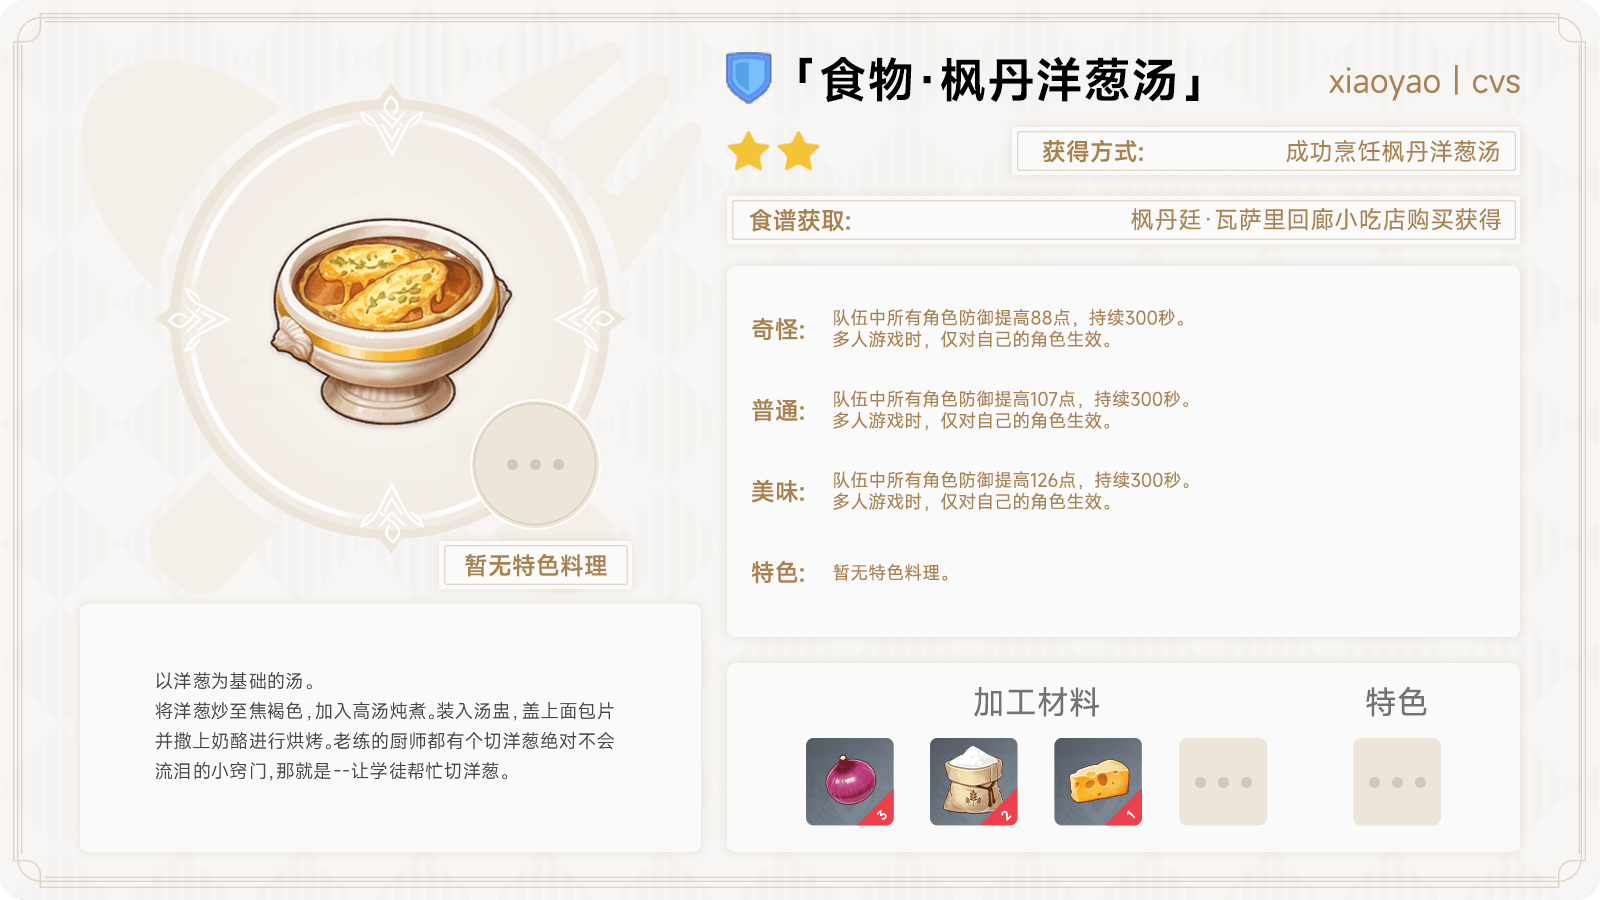 「食物·枫丹洋葱汤」
xiaoyao | cvs
获得方式:
成功烹饪枫丹洋葱汤
食谱获取:
枫丹廷·瓦萨里回廊小吃店购买获得
奇怪:
队伍中所有角色防御提高88点，持续300秒。
多人游戏时，仅对自己的角色生效。
普通:
队伍中所有角色防御提高107点，持续300秒。
多人游戏时，仅对自己的角色生效。
美味:
队伍中所有角色防御提高126点，持续300秒。
多人游戏时，仅对自己的角色生效。
特色:
暂无特色料理。
暂无特色料理
以洋葱为基础的汤。
将洋葱炒至焦褐色,加入高汤炖煮。装入汤盅,盖上面包片
并撒上奶酪进行烘烤。老练的厨师都有个切洋葱绝对不会
流泪的小窍门,那就是--让学徒帮忙切洋葱。
加工材料
特色
3
2
1